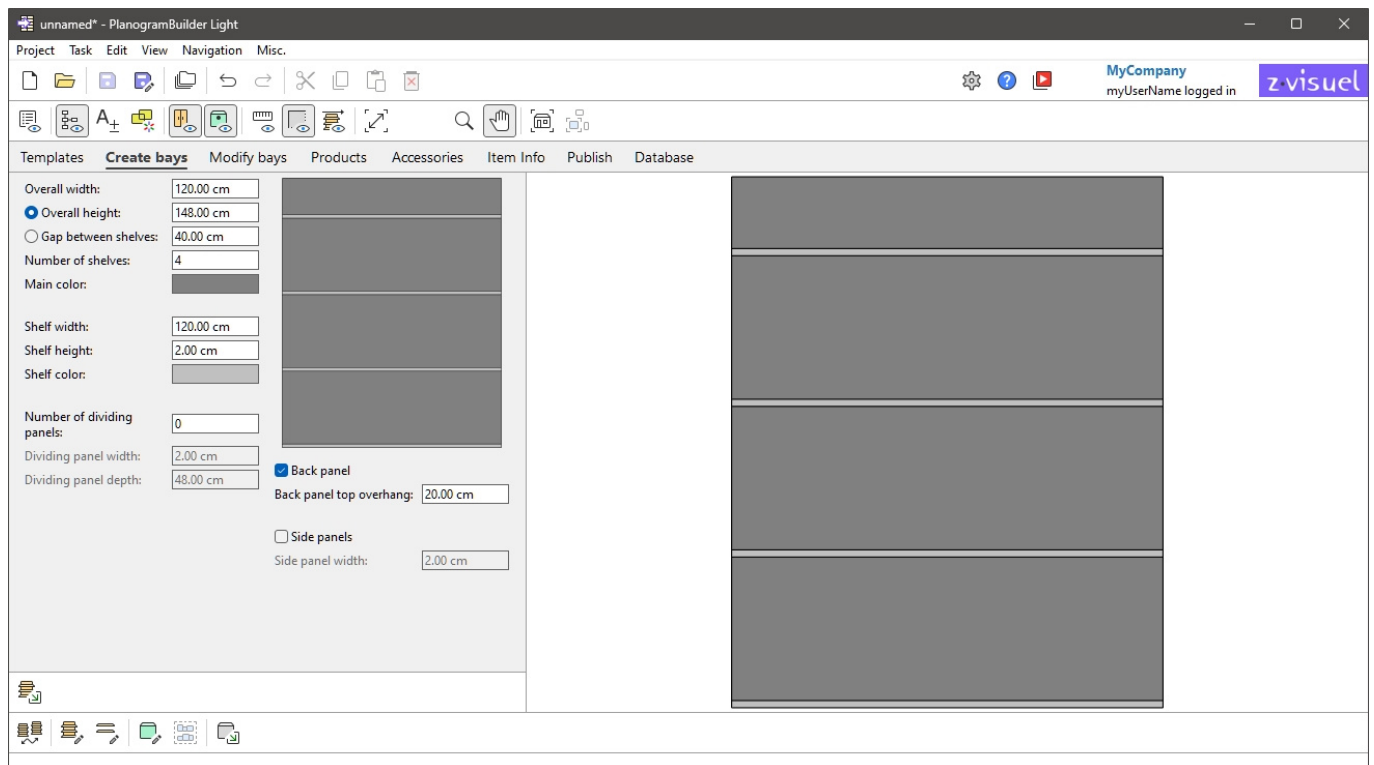 unnamed* - PlanogramBuilder Light
Project Task Edit View Navigation Misc.
MyCompany
myUserName logged in
z·visuel
Templates Create bays Modify bays Products Accessories Item Info Publish Database
Overall width: 120.00 cm
Overall height: 148.00 cm
Gap between shelves: 40.00 cm
Number of shelves: 4
Main color:
Shelf width: 120.00 cm
Shelf height: 2.00 cm
Shelf color:
Number of dividing
panels: 0
Dividing panel width: 2.00 cm
Dividing panel depth: 48.00 cm
Back panel
Back panel top overhang: 20.00 cm
Side panels
Side panel width: 2.00 cm